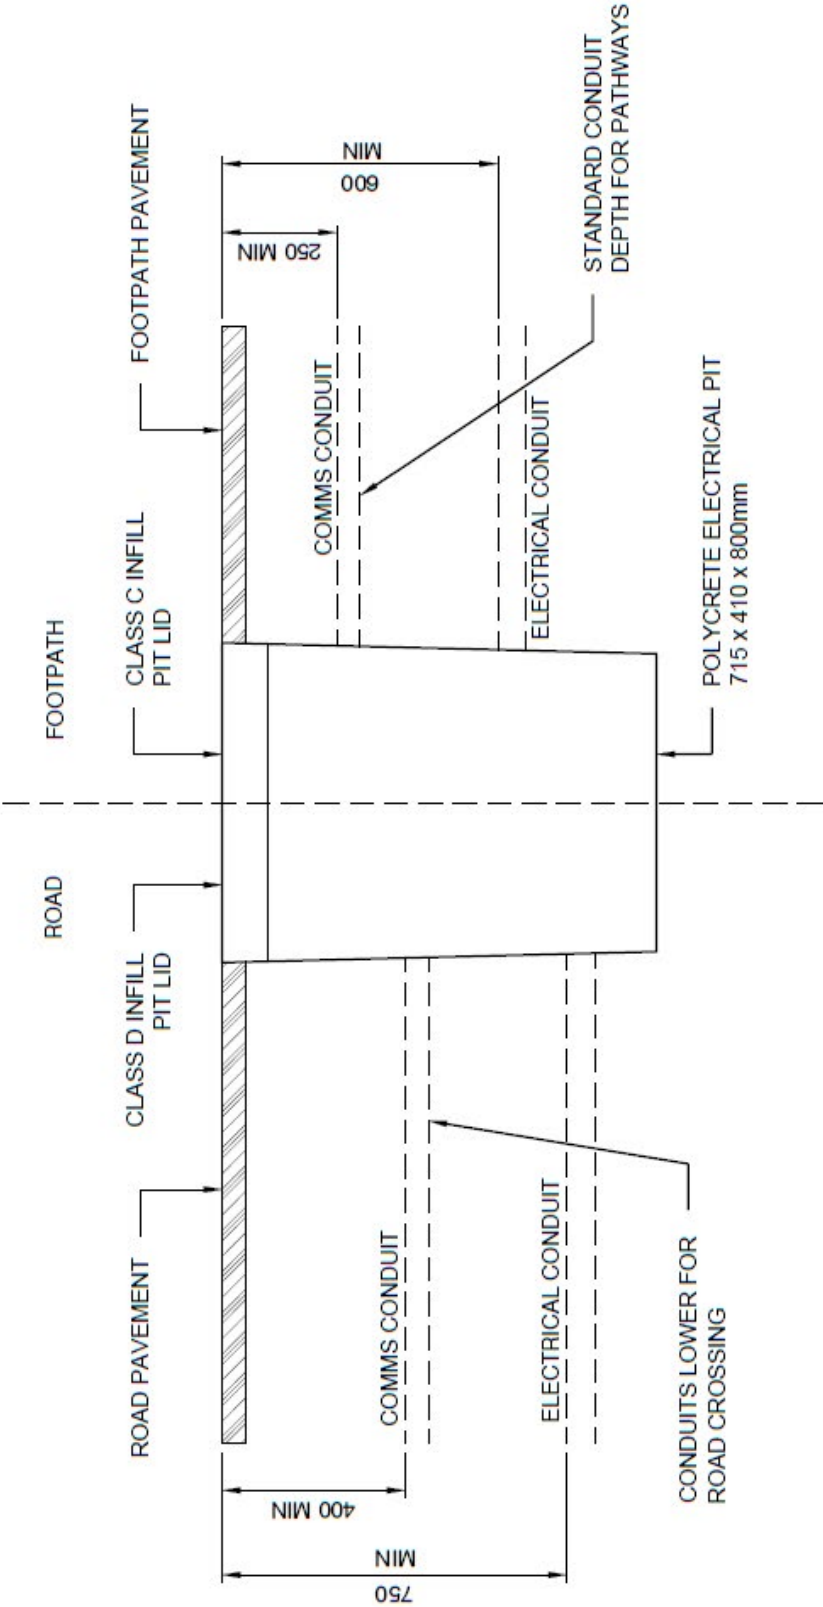 ROAD
FOOTPATH
ROAD PAVEMENT
CLASS D INFILL
PIT LID
CLASS C INFILL
PIT LID
FOOTPATH PAVEMENT
400 MIN
750
MIN
COMMS CONDUIT
ELECTRICAL CONDUIT
COMMS CONDUIT
ELECTRICAL CONDUIT
250 MIN
600
MIN
CONDUITS LOWER FOR
ROAD CROSSING
POLYCRETE ELECTRICAL PIT
715 x 410 x 800mm
STANDARD CONDUIT
DEPTH FOR PATHWAYS